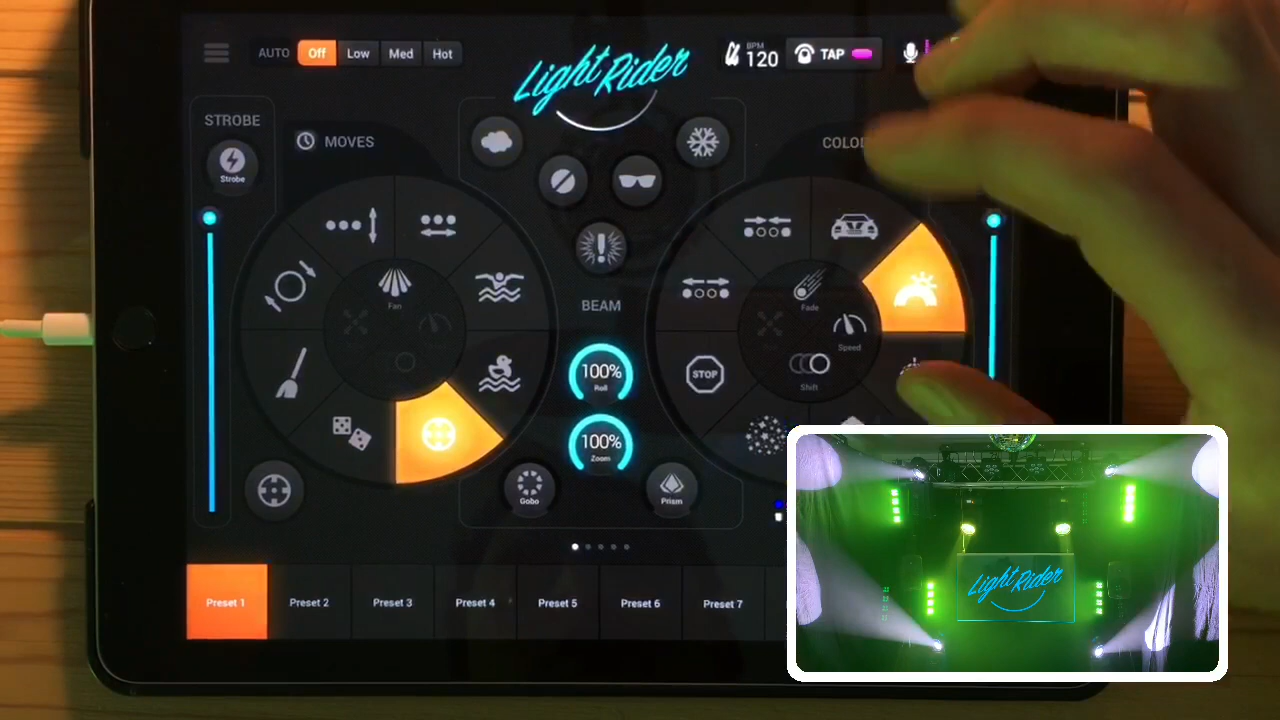 AUTO Off Low Med Hot
Light Rider
BPM
120
TAP
STROBE
Strobe
MOVES
Fan
BEAM
100%
Roll
100%
Zoom
Gobo
Prism
Fade
Speed
Shift
STOP
Preset 1 Preset 2 Preset 3 Preset 4 Preset 5 Preset 6 Preset 7
Light Rider